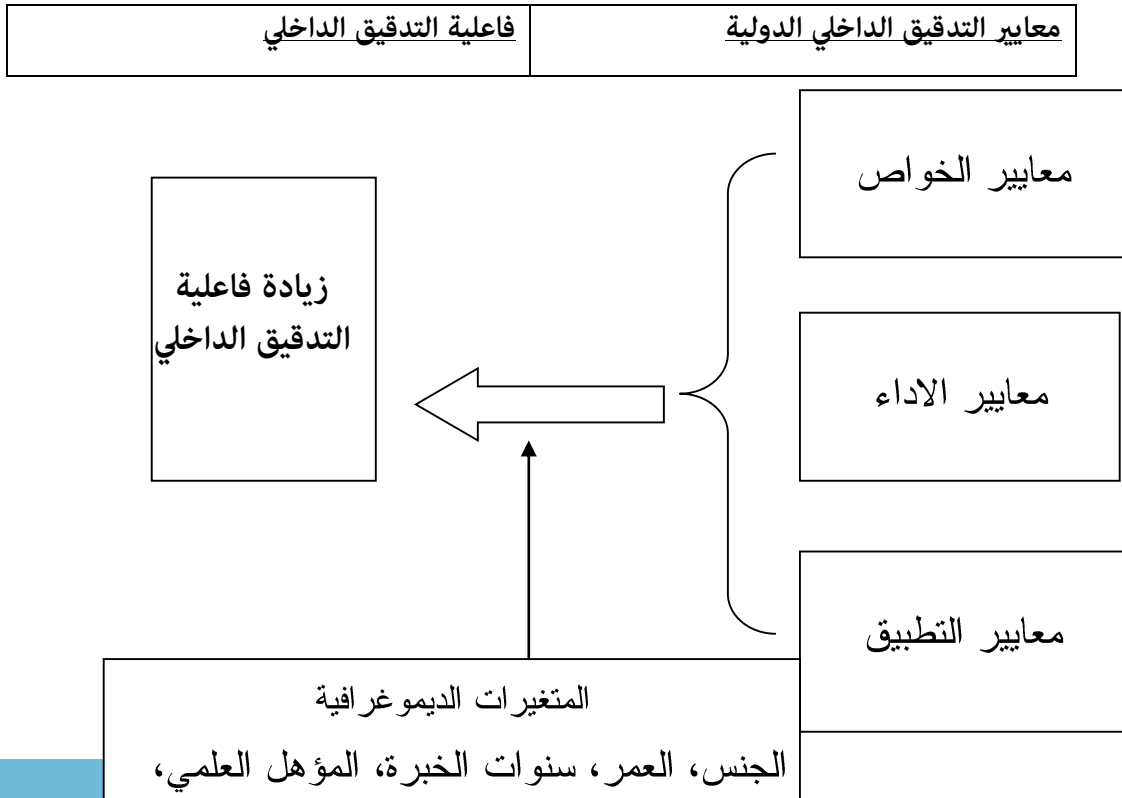 معايير التدقيق الداخلي الدولية
فاعلية التدقيق الداخلي
معايير الخواص
زيادة فاعلية
التدقيق الداخلي
معايير الاداء
معايير التطبيق
المتغيرات الديموغرافية
الجنس، العمر، سنوات الخبرة، المؤهل العلمي،